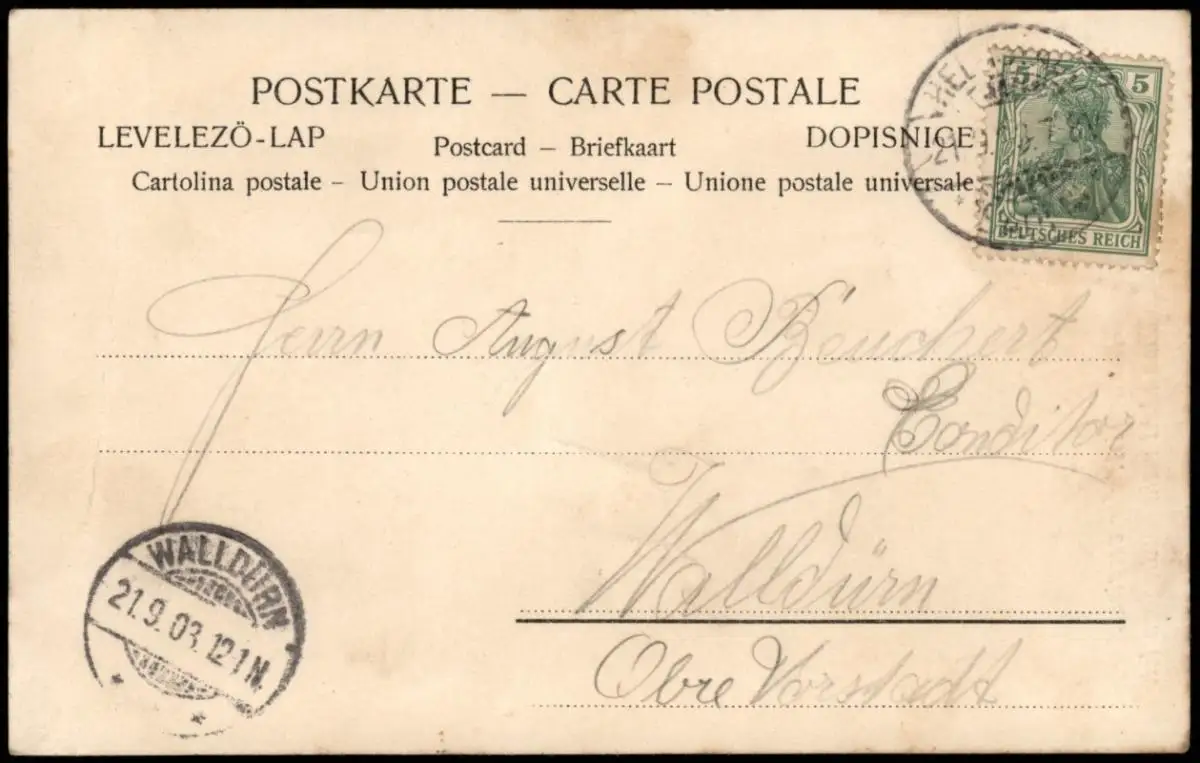 POSTKARTE — CARTE POSTALE
LEVELEZŐ-LAP Postcard – Briefkaart DOPISNICE
Cartolina postale – Union postale universelle – Unione postale universale
5 5
DEUTSCHES REICH
Herrn August Beuchert
Conditor
Walldürn
Obre Vorstadt
WALLDÜRN
21.9.03. 12-1 N.